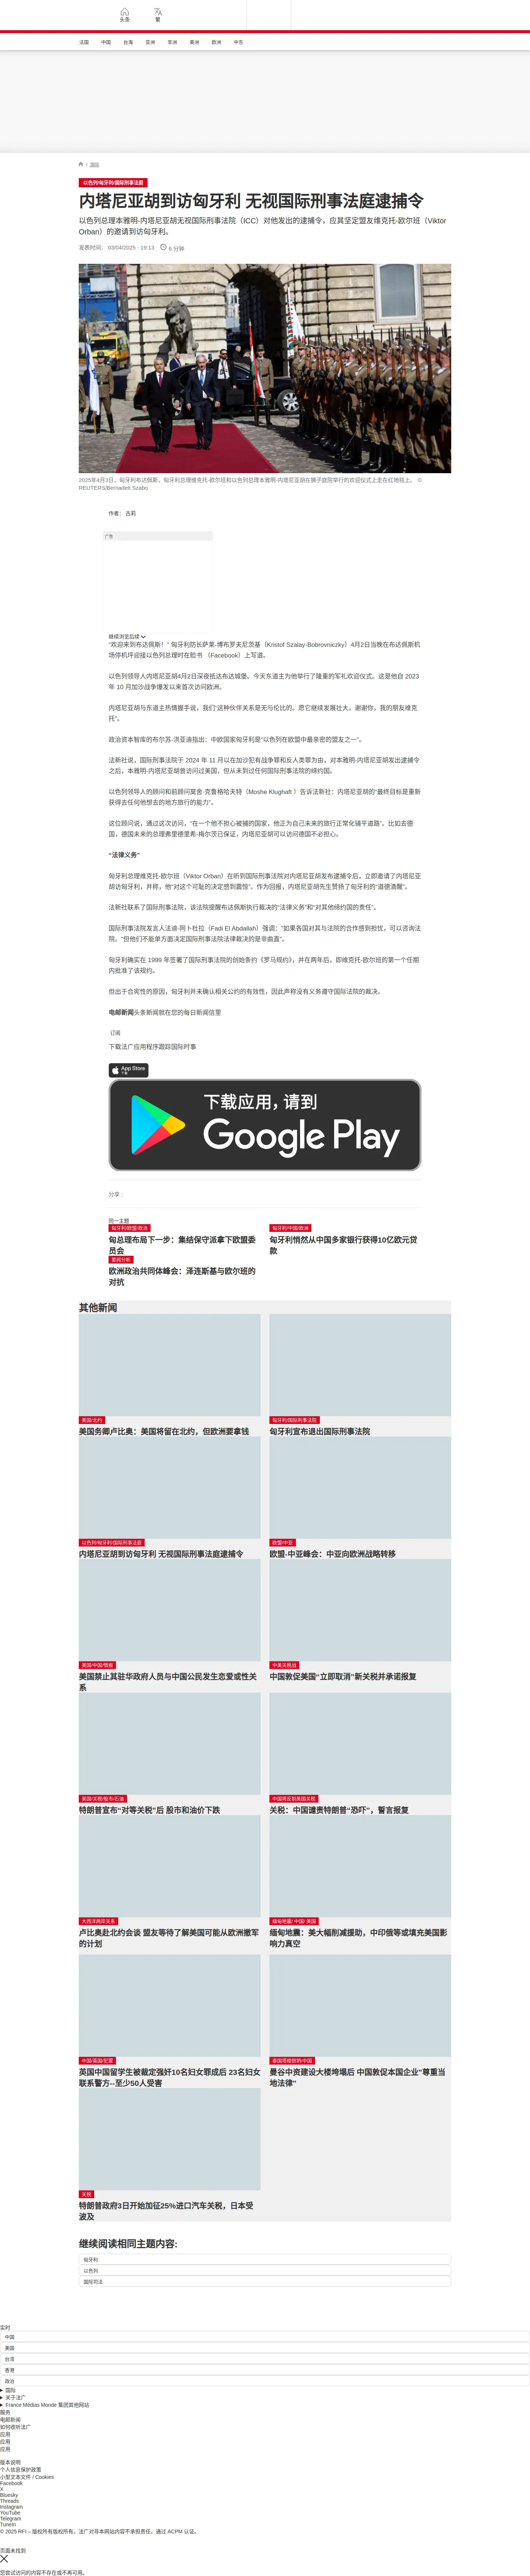 头条
繁
法国
中国
台海
亚洲
非洲
美洲
欧洲
中东
国际
以色列/匈牙利/国际刑事法庭
内塔尼亚胡到访匈牙利 无视国际刑事法庭逮捕令
以色列总理本雅明-内塔尼亚胡无视国际刑事法院（ICC）对他发出的逮捕令，应其坚定盟友维克托-欧尔班（Viktor
Orban）的邀请到访匈牙利。
发表时间： 03/04/2025 - 19:13
6 分钟
2025年4月3日，匈牙利布达佩斯，匈牙利总理维克托-欧尔班和以色列总理本雅明-内塔尼亚胡在狮子庭院举行的欢迎仪式上走在红地毯上。 ©
REUTERS/Bernadett Szabo
作者： 古莉
广告
继续浏览后续
“欢迎来到布达佩斯！” 匈牙利防长萨莱-博布罗夫尼茨基（Kristof Szalay-Bobrovniczky）4月2日当晚在布达佩斯机
场停机坪迎接以色列总理时在脸书 （Facebook）上写道。
以色列领导人内塔尼亚胡4月2日深夜抵达布达城堡。今天东道主为他举行了隆重的军礼欢迎仪式。这是他自 2023
年 10 月加沙战争爆发以来首次访问欧洲。
内塔尼亚胡与东道主热情握手说，我们“这种伙伴关系是无与伦比的。愿它继续发展壮大。谢谢你，我的朋友维克
托”。
政治资本智库的布尔苏-洪亚迪指出：中欧国家匈牙利是“以色列在欧盟中最亲密的盟友之一”。
法新社说，国际刑事法院于 2024 年 11 月以在加沙犯有战争罪和反人类罪为由，对本雅明-内塔尼亚胡发出逮捕令
之后，本雅明-内塔尼亚胡曾访问过美国，但从未到过任何国际刑事法院的缔约国。
以色列领导人的顾问和前顾问莫舍·克鲁格哈夫特（Moshe Klughaft ）告诉法新社：内塔尼亚胡的“最终目标是重新
获得去任何他想去的地方旅行的能力”。
这位顾问说，通过这次访问，“在一个他不担心被捕的国家，他正为自己未来的旅行正常化铺平道路”。比如去德
国，德国未来的总理弗里德里希-梅尔茨已保证，内塔尼亚胡可以访问德国不必担心。
“法律义务”
匈牙利总理维克托-欧尔班（Viktor Orban）在听到国际刑事法院对内塔尼亚胡发布逮捕令后，立即邀请了内塔尼亚
胡访匈牙利，并称，他“对这个可耻的决定感到震惊”。作为回报，内塔尼亚胡先生赞扬了匈牙利的“道德清醒”。
法新社联系了国际刑事法院，该法院提醒布达佩斯执行裁决的“法律义务”和“对其他缔约国的责任”。
国际刑事法院发言人法迪-阿卜杜拉（Fadi El Abdallah）强调：“如果各国对其与法院的合作感到担忧，可以咨询法
院。“但他们不能单方面决定国际刑事法院法律裁决的是非曲直”。
匈牙利确实在 1999 年签署了国际刑事法院的创始条约《罗马规约》，并在两年后，即维克托-欧尔班的第一个任期
内批准了该规约。
但出于合宪性的原因，匈牙利并未确认相关公约的有效性，因此声称没有义务遵守国际法院的裁决。
电邮新闻头条新闻就在您的每日新闻信里
订阅
下载法广应用程序跟踪国际时事
App Store
下载
下载应用，请到
Google Play
分享 :
同一主题
匈牙利/欧盟/政治
匈总理布局下一步：集结保守派拿下欧盟委
员会
匈牙利/中国/欧洲
匈牙利悄然从中国多家银行获得10亿欧元贷
款
要闻分析
欧洲政治共同体峰会：泽连斯基与欧尔班的
对抗
其他新闻
美国/北约
美国务卿卢比奥：美国将留在北约，但欧洲要拿钱
匈牙利/国际刑事法院
匈牙利宣布退出国际刑事法院
以色列/匈牙利/国际刑事法庭
内塔尼亚胡到访匈牙利 无视国际刑事法庭逮捕令
欧盟/中亚
欧盟-中亚峰会：中亚向欧洲战略转移
美国/中国/情报
美国禁止其驻华政府人员与中国公民发生恋爱或性关
系
中美关税战
中国敦促美国“立即取消”新关税并承诺报复
美国/关税/股市/石油
特朗普宣布“对等关税”后 股市和油价下跌
中国将反制美国关税
关税：中国谴责特朗普“恐吓”，誓言报复
大西洋两岸关系
卢比奥赴北约会谈 盟友等待了解美国可能从欧洲撤军
的计划
缅甸地震/ 中国/ 美国
缅甸地震：美大幅削减援助，中印俄等或填充美国影
响力真空
中国/英国/犯罪
英国中国留学生被裁定强奸10名妇女罪成后 23名妇女
联系警方--至少50人受害
泰国塔楼倒坍/中国
曼谷中资建设大楼垮塌后 中国敦促本国企业"尊重当
地法律"
关税
特朗普政府3日开始加征25%进口汽车关税，日本受
波及
继续阅读相同主题内容:
匈牙利
以色列
国际司法
实时
中国
美国
台湾
香港
政治
国际
关于法广
France Médias Monde 集团其他网站
服务
电邮新闻
如何收听法广
应用
应用
应用
版本说明
个人信息保护政策
小型文本文件 / Cookies
Facebook
X
Bluesky
Threads
Instagram
YouTube
Telegram
TuneIn
© 2025 RFI – 版权所有版权所有。法广对非本网站内容不承担责任。通过 ACPM 认证。
页面未找到
您尝试访问的内容不存在或不再可用。